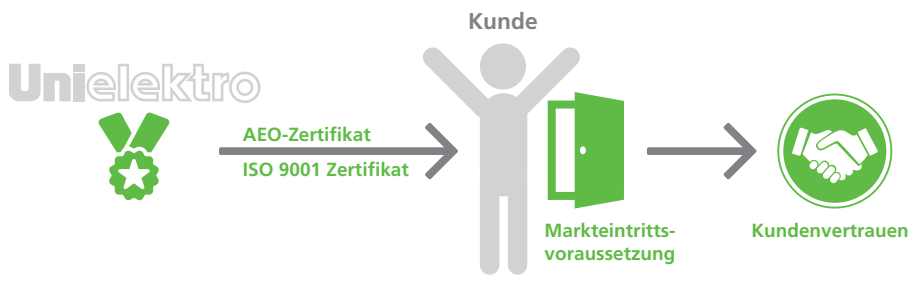 Kunde
Unielektro
AEO-Zertifikat
ISO 9001 Zertifikat
Markteintritts-
voraussetzung
Kundenvertrauen